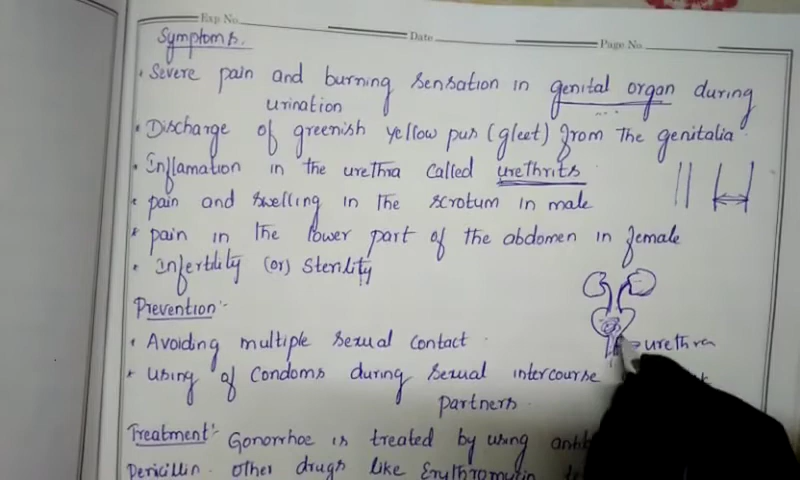 Exp No.
Date
Page No.
Symptoms.
• Severe pain and burning sensation in genital organ during
urination
• Discharge of greenish yellow pus (gleet) from the genitalia.
• Inflamation in the urethra called urethrits
• pain and swelling in the scrotum in male
• pain in the lower part of the abdomen in female
• Infertility (or) Sterility
Prevention:-
• Avoiding multiple sexual contact
urethra
• Using of condoms during sexual intercourse
partners.
Treatment:- Gonorrhoe is treated by using
Penicillin. Other drugs like Erythromycin